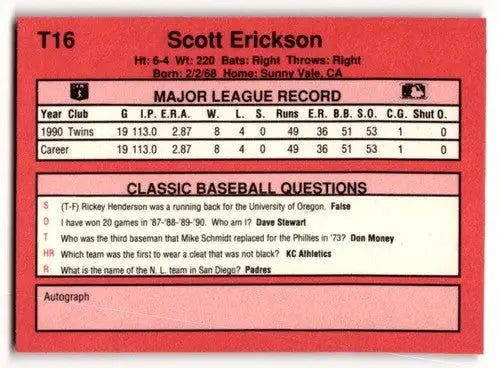 T16 Scott Erickson
Ht: 6-4 Wt: 220 Bats: Right Throws: Right
Born: 2/2/68 Home: Sunny Vale, CA
MAJOR LEAGUE RECORD
Year Club G I.P. E.R.A. W. L. S. Runs E.R. B.B. S.O. C.G. Shut O.
1990 Twins 19 113.0 2.87 8 4 0 49 36 51 53 1 0
Career 19 113.0 2.87 8 4 0 49 36 51 53 1 0
CLASSIC BASEBALL QUESTIONS
S (T-F) Rickey Henderson was a running back for the University of Oregon. False
D I have won 20 games in '87-'88-'89-'90. Who am I? Dave Stewart
T Who was the third baseman that Mike Schmidt replaced for the Phillies in '73? Don Money
HR Which team was the first to wear a cleat that was not black? KC Athletics
R What is the name of the N. L. team in San Diego? Padres
Autograph